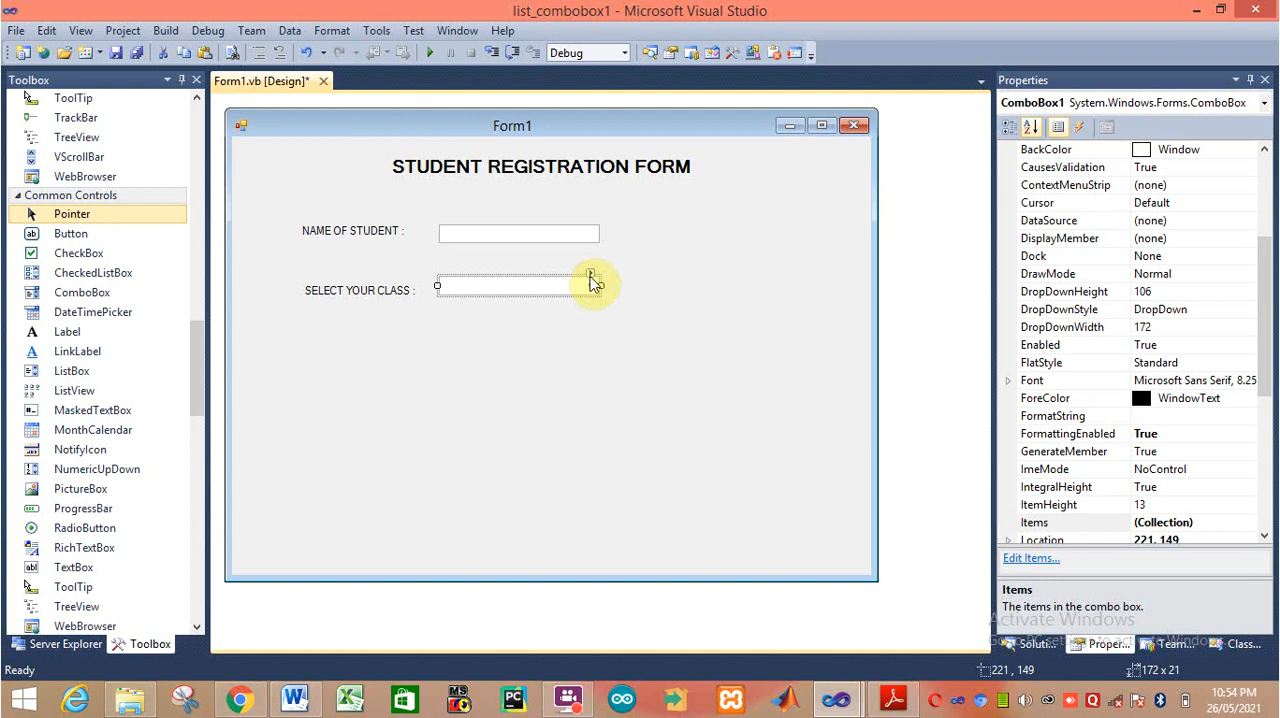 list_combobox1 - Microsoft Visual Studio
File Edit View Project Build Debug Team Data Format Tools Test Window Help
Debug
Toolbox
Form1.vb [Design]*
Properties
ToolTip
TrackBar
TreeView
VScrollBar
WebBrowser
Common Controls
Pointer
Button
CheckBox
CheckedListBox
ComboBox
DateTimePicker
Label
LinkLabel
ListBox
ListView
MaskedTextBox
MonthCalendar
NotifyIcon
NumericUpDown
PictureBox
ProgressBar
RadioButton
RichTextBox
TextBox
ToolTip
TreeView
WebBrowser
Server Explorer Toolbox
Form1
STUDENT REGISTRATION FORM
NAME OF STUDENT :
SELECT YOUR CLASS :
ComboBox1 System.Windows.Forms.ComboBox
BackColor Window
CausesValidation True
ContextMenuStrip (none)
Cursor Default
DataSource (none)
DisplayMember (none)
Dock None
DrawMode Normal
DropDownHeight 106
DropDownStyle DropDown
DropDownWidth 172
Enabled True
FlatStyle Standard
Font Microsoft Sans Serif, 8.25
ForeColor WindowText
FormatString
FormattingEnabled True
GenerateMember True
ImeMode NoControl
IntegralHeight True
ItemHeight 13
Items (Collection)
Location 221, 149
Edit Items...
Items
The items in the combo box.
Activate Windows
Soluti... Proper... Team... Class...
Ready
221 , 149
172 x 21
10:54 PM
26/05/2021